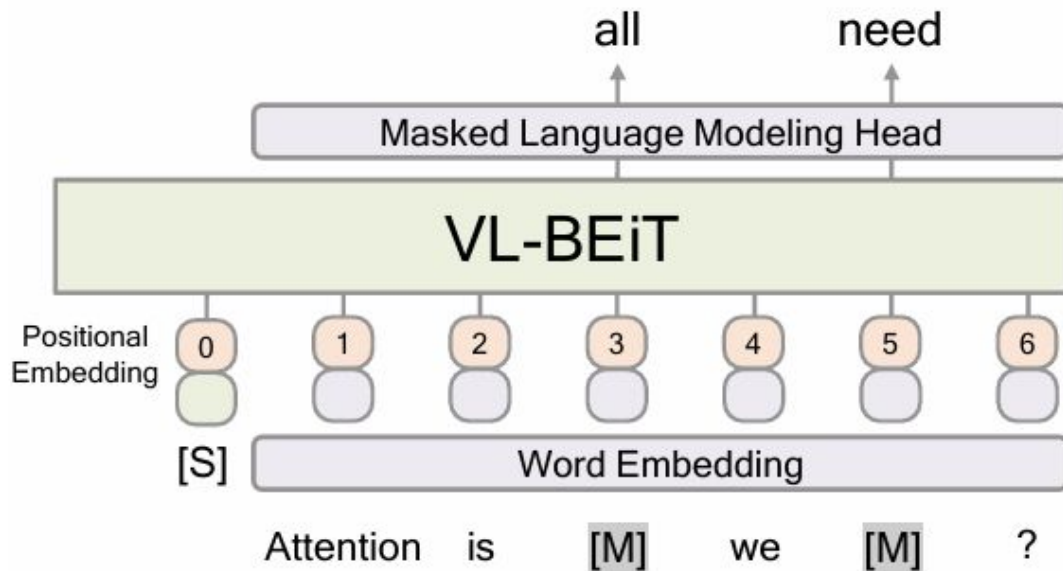 all need
Masked Language Modeling Head
VL-BEiT
Positional
Embedding
0 1 2 3 4 5 6
[S]
Word Embedding
Attention is [M] we [M] ?